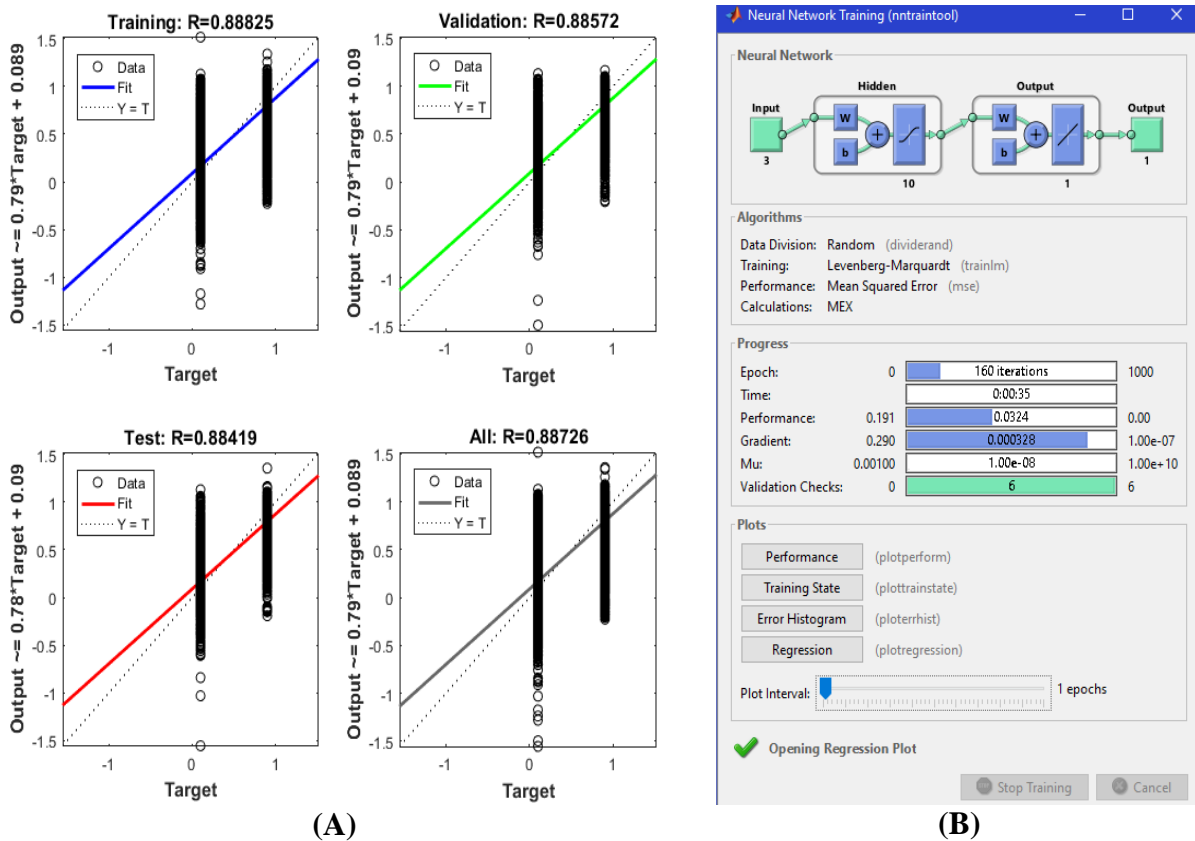 Training: R=0.88825
Output ~= 0.79*Target + 0.089
1.5
1
0.5
0
-0.5
-1
-1.5
Data
Fit
Y = T
-1 0 1
Target
Validation: R=0.88572
Output ~= 0.79*Target + 0.09
1.5
1
0.5
0
-0.5
-1
-1.5
Data
Fit
Y = T
-1 0 1
Target
Test: R=0.88419
Output ~= 0.78*Target + 0.09
1.5
1
0.5
0
-0.5
-1
-1.5
Data
Fit
Y = T
-1 0 1
Target
All: R=0.88726
Output ~= 0.79*Target + 0.089
1.5
1
0.5
0
-0.5
-1
-1.5
Data
Fit
Y = T
-1 0 1
Target
(A)
Neural Network Training (nntraintool)
Neural Network
Hidden Output
Input W b + W b + Output
3 10 1 1
Algorithms
Data Division: Random (dividerand)
Training: Levenberg-Marquardt (trainlm)
Performance: Mean Squared Error (mse)
Calculations: MEX
Progress
Epoch: 0 160 iterations 1000
Time: 0:00:35
Performance: 0.191 0.0324 0.00
Gradient: 0.290 0.000328 1.00e-07
Mu: 0.00100 1.00e-08 1.00e+10
Validation Checks: 0 6 6
Plots
Performance (plotperform)
Training State (plottrainstate)
Error Histogram (ploterrhist)
Regression (plotregression)
Plot Interval: 1 epochs
Opening Regression Plot
Stop Training Cancel
(B)